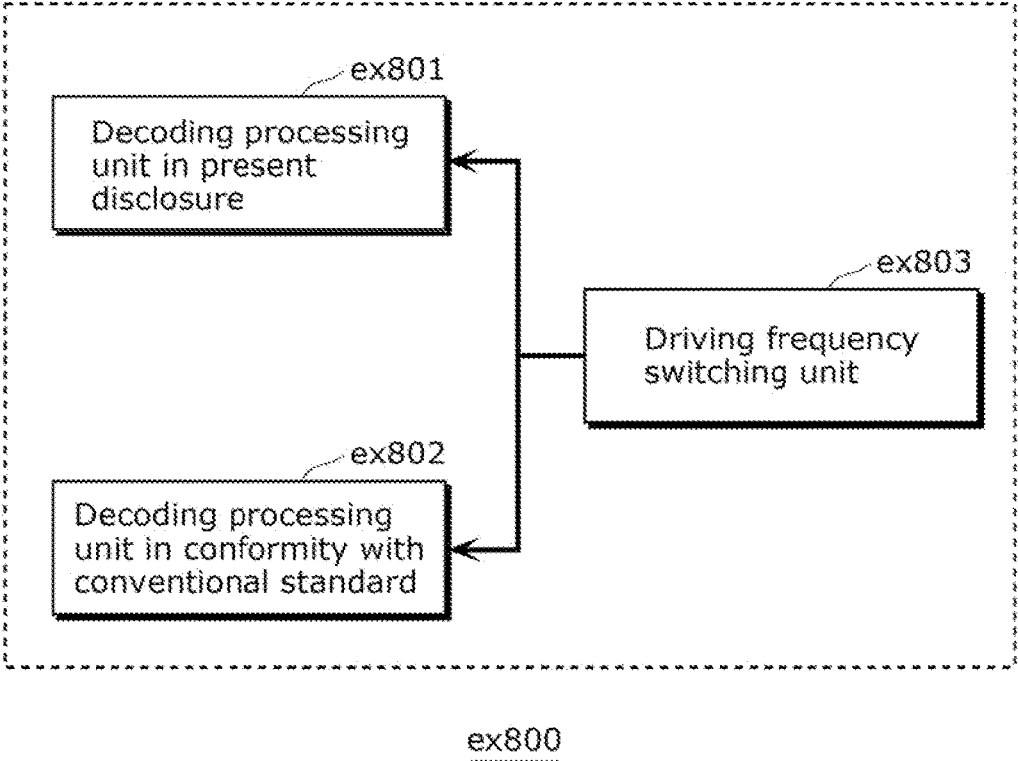 ex801
Decoding processing
unit in present
disclosure
ex803
Driving frequency
switching unit
ex802
Decoding processing
unit in conformity with
conventional standard
ex800